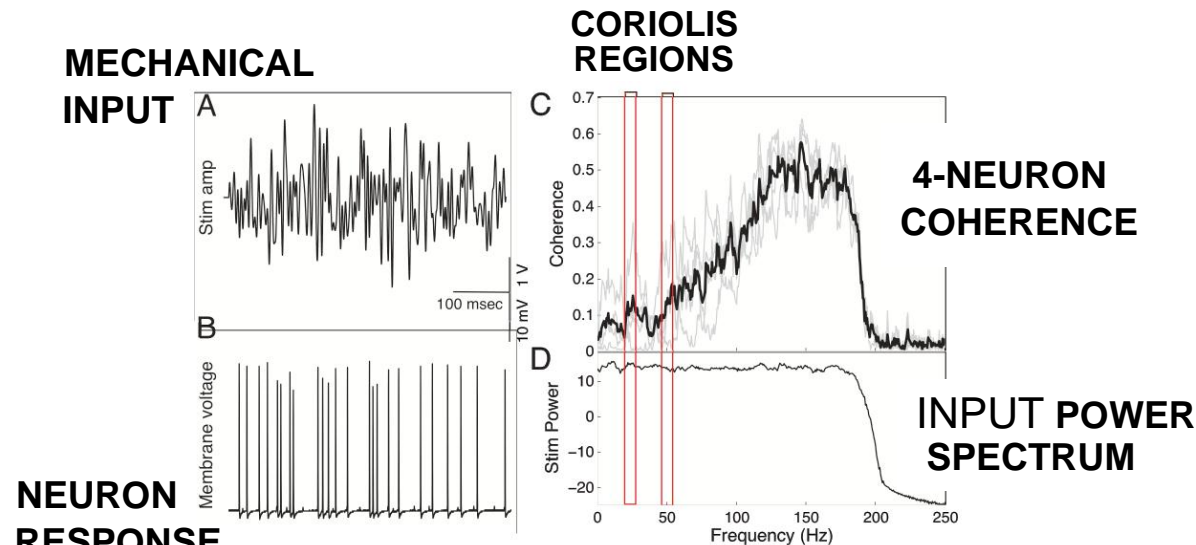 CORIOLIS
REGIONS
MECHANICAL
INPUT
A
Stim amp
100 msec
10 mV 1 V
B
Membrane voltage
NEURON
RESPONSE
C
0.7
0.6
0.5
0.4
0.3
0.2
0.1
0
Coherence
4-NEURON
COHERENCE
D
10
0
−10
−20
Stim Power
0 50 100 150 200 250
Frequency (Hz)
INPUT POWER
SPECTRUM